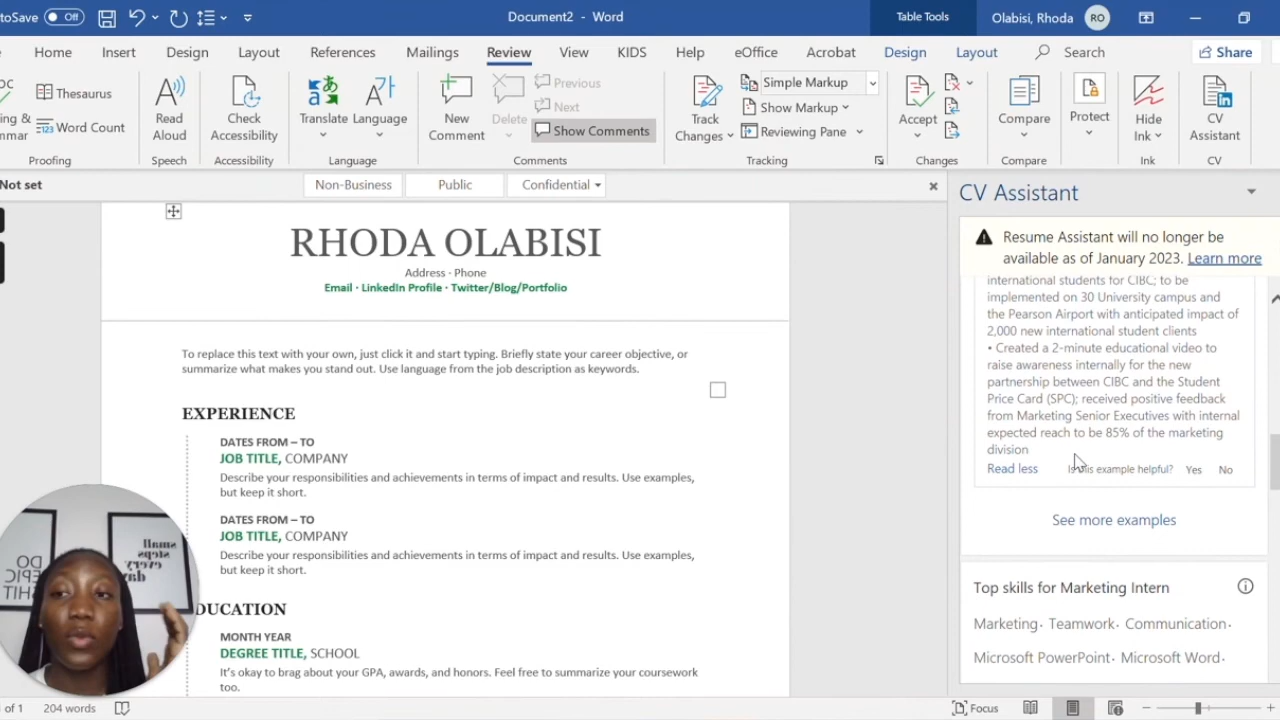 toSave Off
Document2 - Word
Table Tools
Olabisi, Rhoda RO
Home Insert Design Layout References Mailings Review View KIDS Help eOffice Acrobat Design Layout Search Share
Thesaurus
Word Count
Proofing
Read Aloud
Speech
Check Accessibility
Accessibility
Translate Language
Language
New Comment
Delete
Previous
Next
Show Comments
Comments
Track Changes
Simple Markup
Show Markup
Reviewing Pane
Tracking
Accept
Changes
Compare
Compare
Protect
Hide Ink
Ink
CV Assistant
CV
Not set
Non-Business Public Confidential
RHODA OLABISI
Address · Phone
Email · LinkedIn Profile · Twitter/Blog/Portfolio
To replace this text with your own, just click it and start typing. Briefly state your career objective, or
summarize what makes you stand out. Use language from the job description as keywords.
EXPERIENCE
DATES FROM – TO
JOB TITLE, COMPANY
Describe your responsibilities and achievements in terms of impact and results. Use examples,
but keep it short.
DATES FROM – TO
JOB TITLE, COMPANY
Describe your responsibilities and achievements in terms of impact and results. Use examples,
but keep it short.
DUCATION
MONTH YEAR
DEGREE TITLE, SCHOOL
It's okay to brag about your GPA, awards, and honors. Feel free to summarize your coursework
too.
CV Assistant
Resume Assistant will no longer be
available as of January 2023. Learn more
international students for CIBC; to be
implemented on 30 University campus and
the Pearson Airport with anticipated impact of
2,000 new international student clients
• Created a 2-minute educational video to
raise awareness internally for the new
partnership between CIBC and the Student
Price Card (SPC); received positive feedback
from Marketing Senior Executives with internal
expected reach to be 85% of the marketing
division
Read less Is this example helpful? Yes No
See more examples
Top skills for Marketing Intern
Marketing· Teamwork· Communication·
Microsoft PowerPoint· Microsoft Word·
small
steps
every
day
DO
EPIC
SHIT
of 1 204 words
Focus